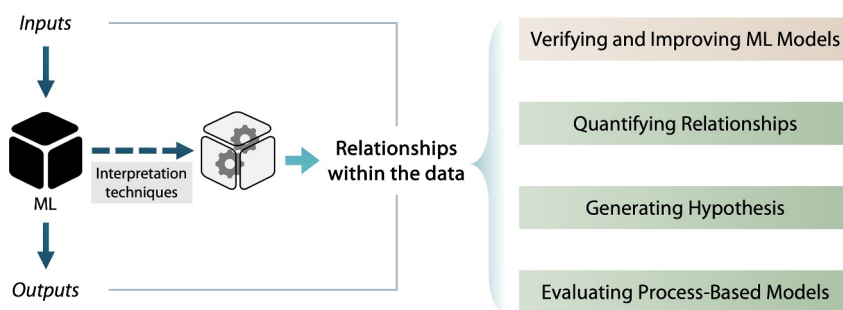 Inputs
ML
Outputs
Interpretation
techniques
Relationships
within the data
Verifying and Improving ML Models
Quantifying Relationships
Generating Hypothesis
Evaluating Process-Based Models